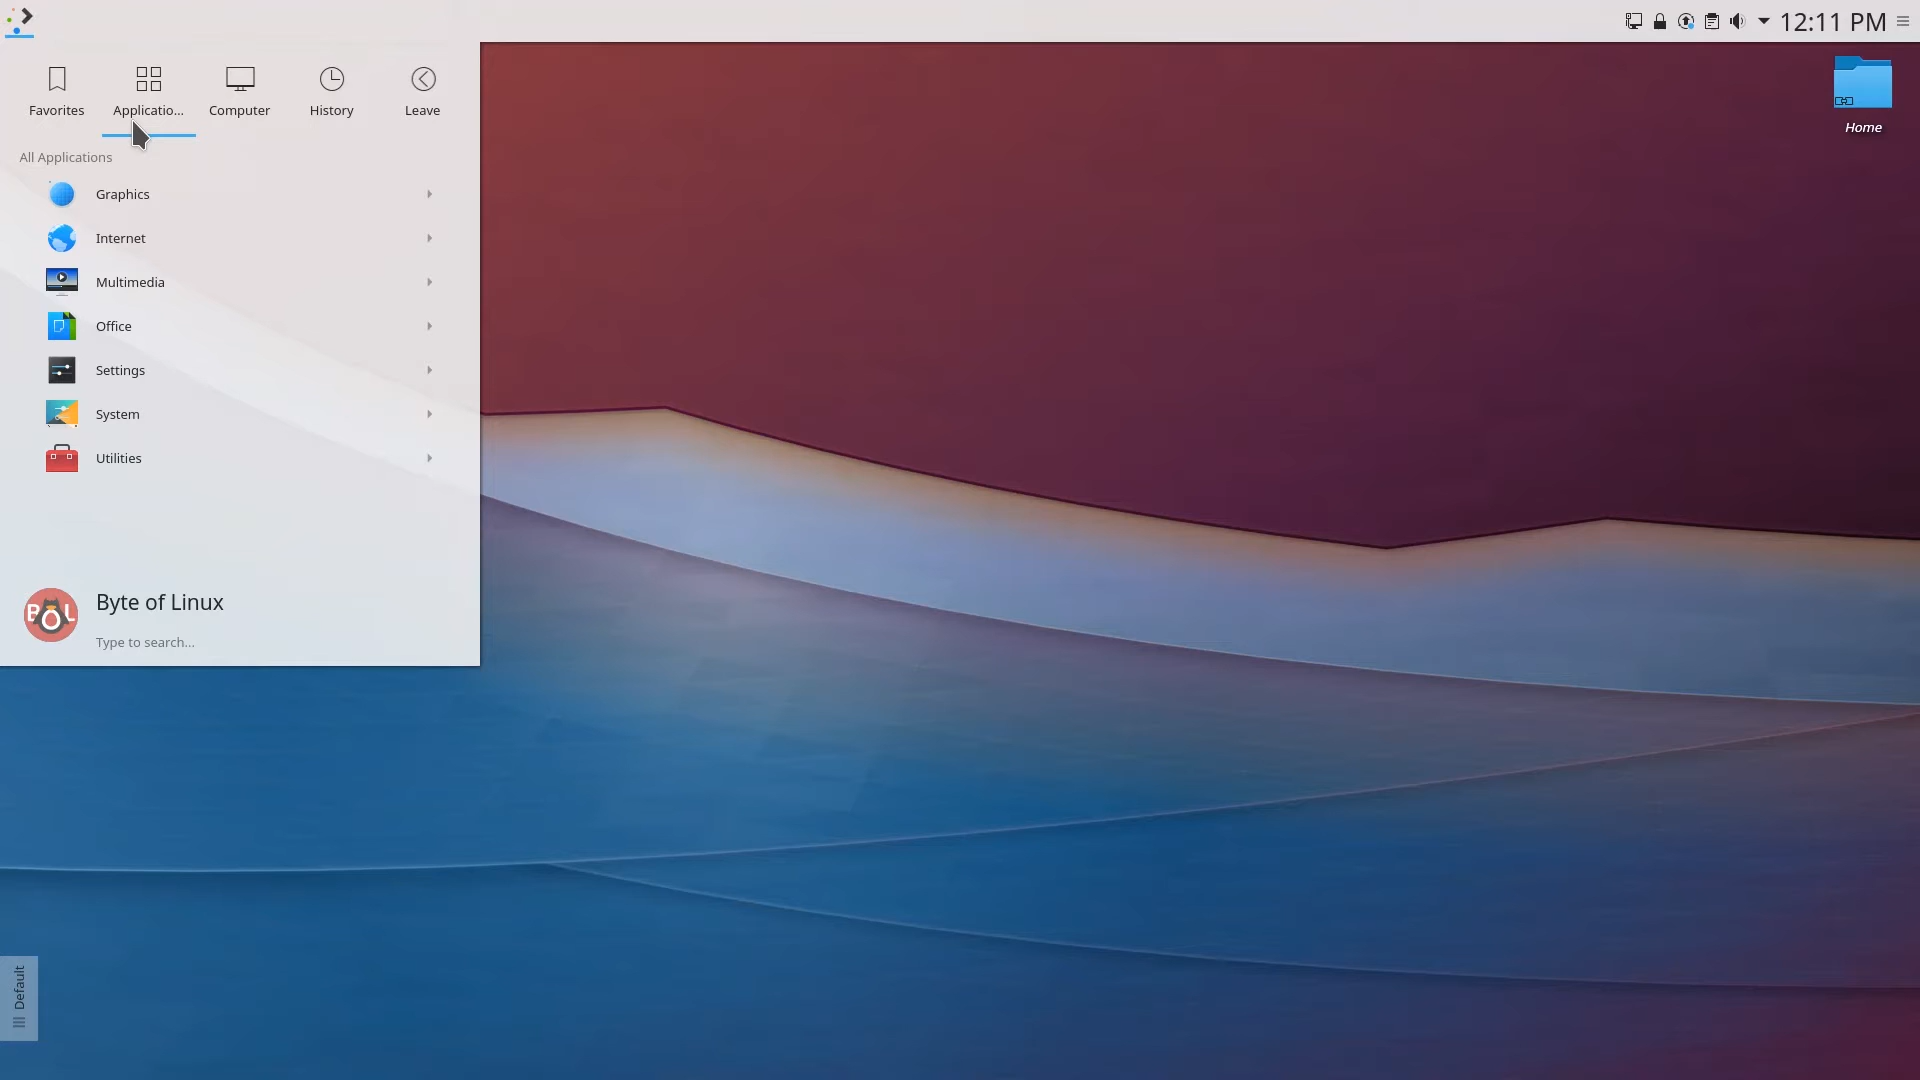 12:11 PM
Favorites
Applicatio...
Computer
History
Leave
All Applications
Graphics
Internet
Multimedia
Office
Settings
System
Utilities
Byte of Linux
Type to search...
Home
Default